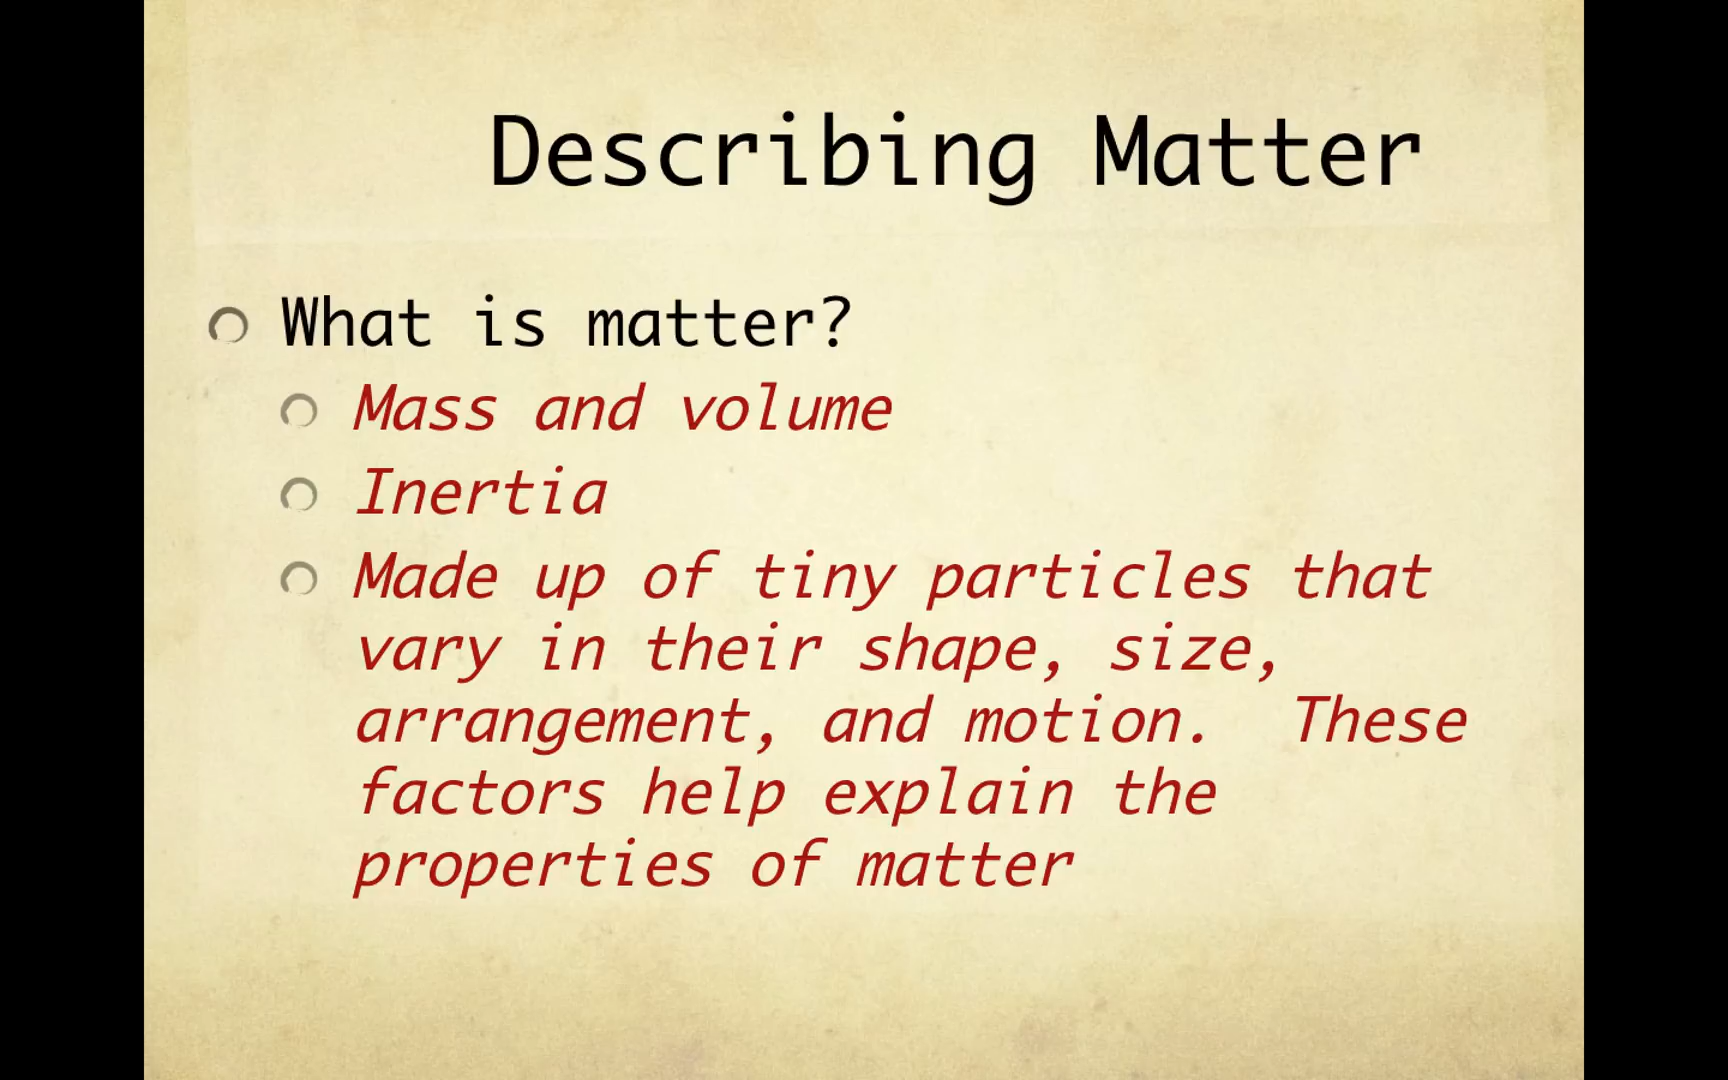 Describing Matter
What is matter?
Mass and volume
Inertia
Made up of tiny particles that
vary in their shape, size,
arrangement, and motion.  These
factors help explain the
properties of matter